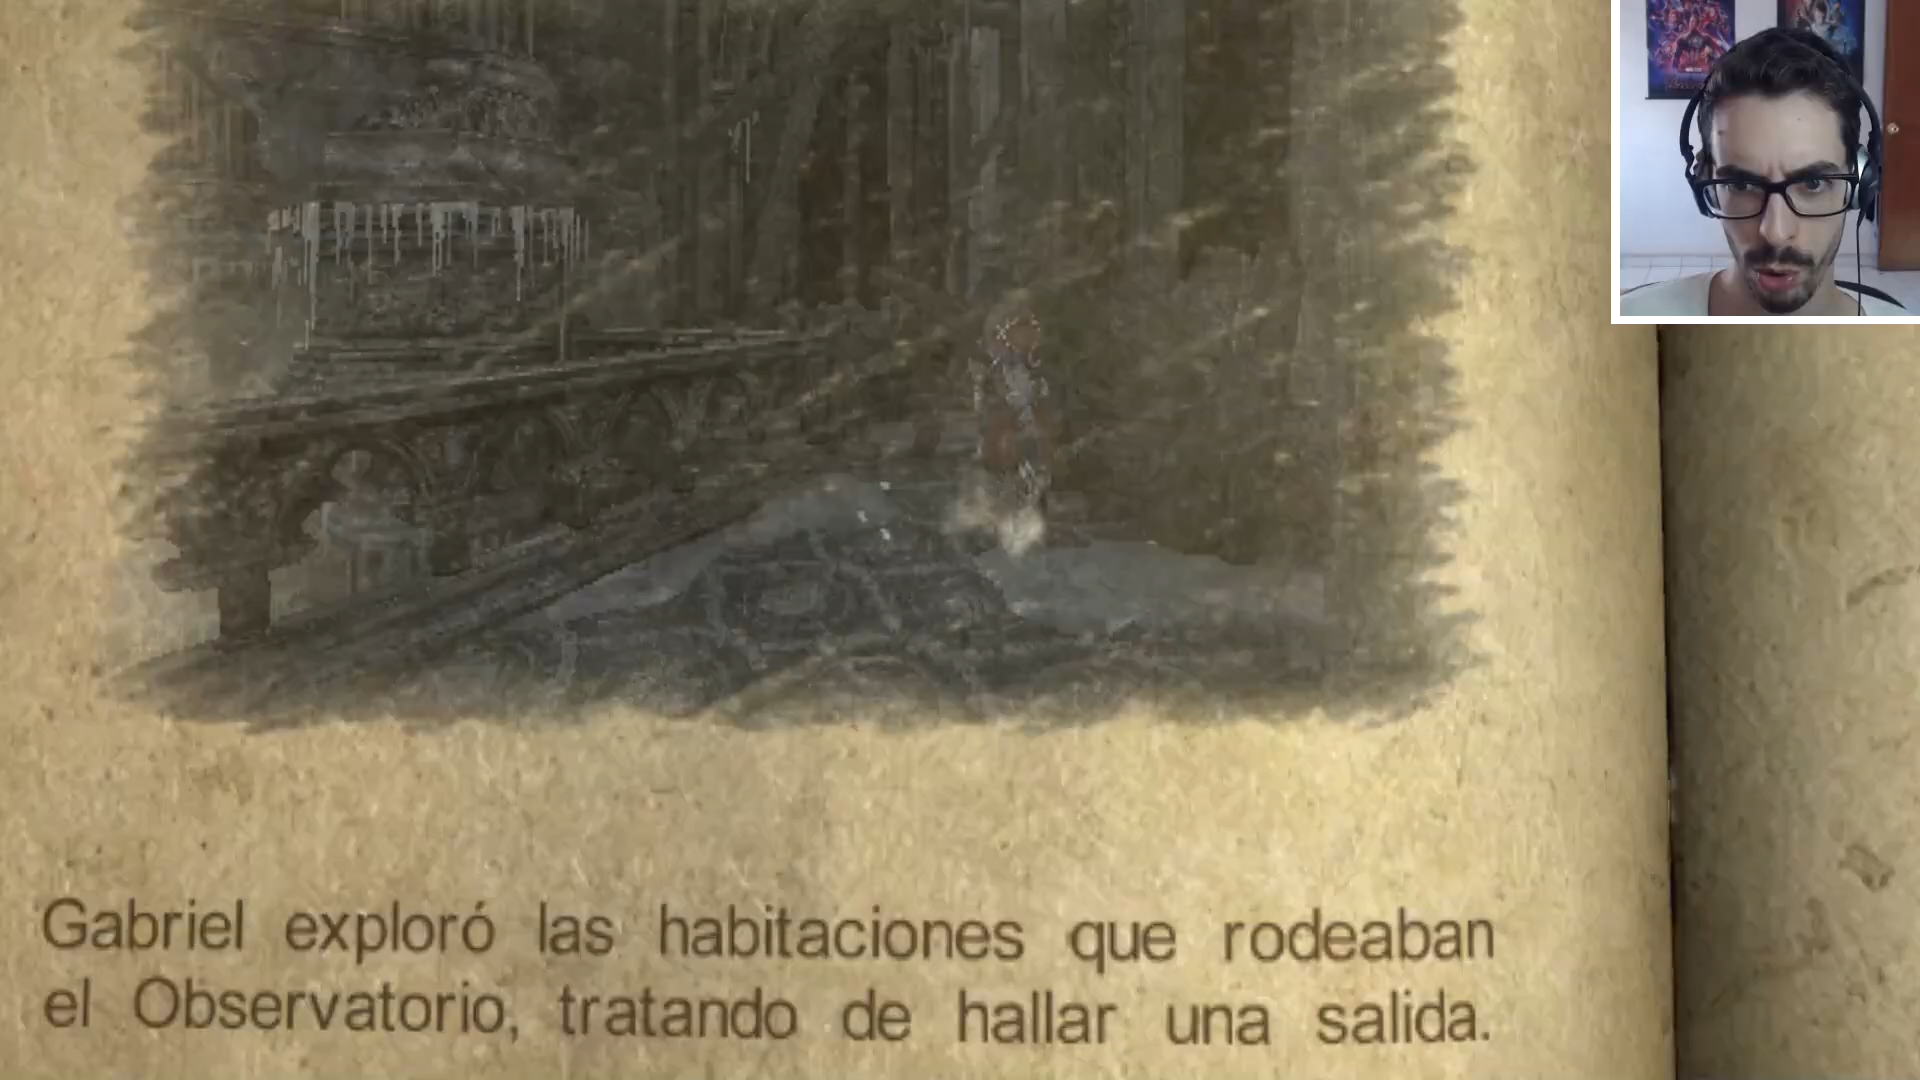 Gabriel exploró las habitaciones que rodeaban
el Observatorio, tratando de hallar una salida.